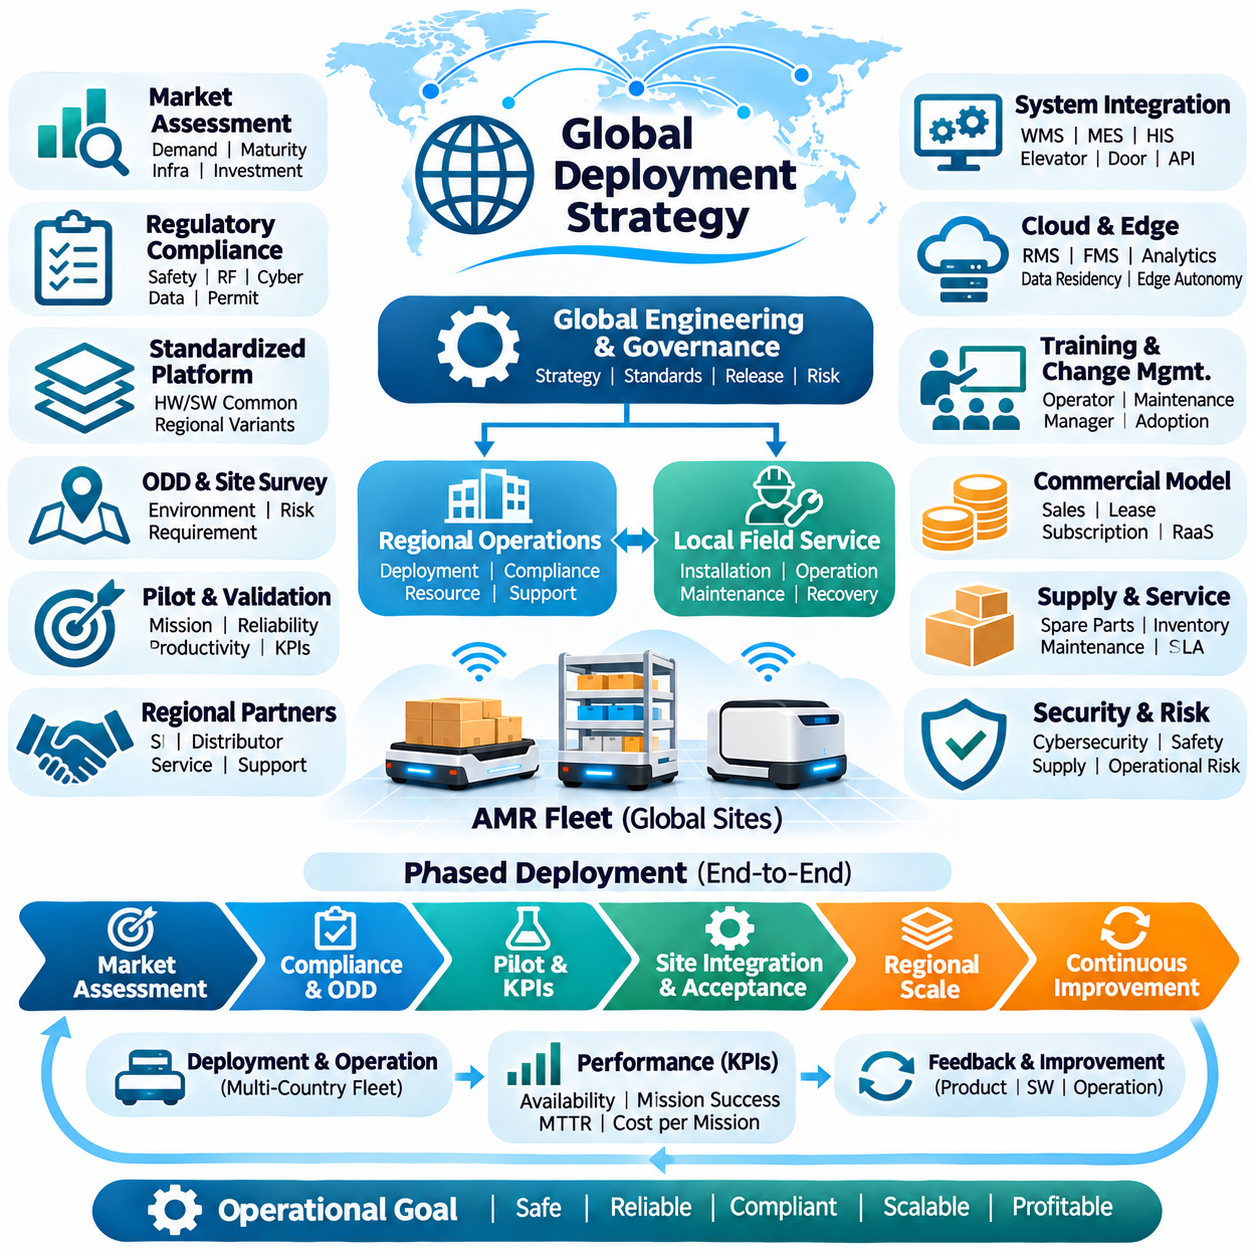 Global
Deployment
Strategy
Market
Assessment
Demand | Maturity
Infra | Investment
Regulatory
Compliance
Safety | RF | Cyber
Data | Permit
Standardized
Platform
HW/SW Common
Regional Variants
ODD & Site Survey
Environment | Risk
Requirement
Pilot & Validation
Mission | Reliability
Productivity | KPIs
Regional Partners
SI | Distributor
Service | Support
Global Engineering
& Governance
Strategy | Standards | Release | Risk
Regional Operations
Deployment | Compliance
Resource | Support
Local Field Service
Installation | Operation
Maintenance | Recovery
AMR Fleet (Global Sites)
System Integration
WMS | MES | HIS
Elevator | Door | API
Cloud & Edge
RMS | FMS | Analytics
Data Residency | Edge Autonomy
Training &
Change Mgmt.
Operator | Maintenance
Manager | Adoption
Commercial Model
Sales | Lease
Subscription | RaaS
Supply & Service
Spare Parts | Inventory
Maintenance | SLA
Security & Risk
Cybersecurity | Safety
Supply | Operational Risk
Phased Deployment (End-to-End)
Market
Assessment
Compliance
& ODD
Pilot &
KPIs
Site Integration
& Acceptance
Regional
Scale
Continuous
Improvement
Deployment & Operation
(Multi-Country Fleet)
Performance (KPIs)
Availability | Mission Success
MTTR | Cost per Mission
Feedback & Improvement
(Product | SW | Operation)
Operational Goal | Safe | Reliable | Compliant | Scalable | Profitable